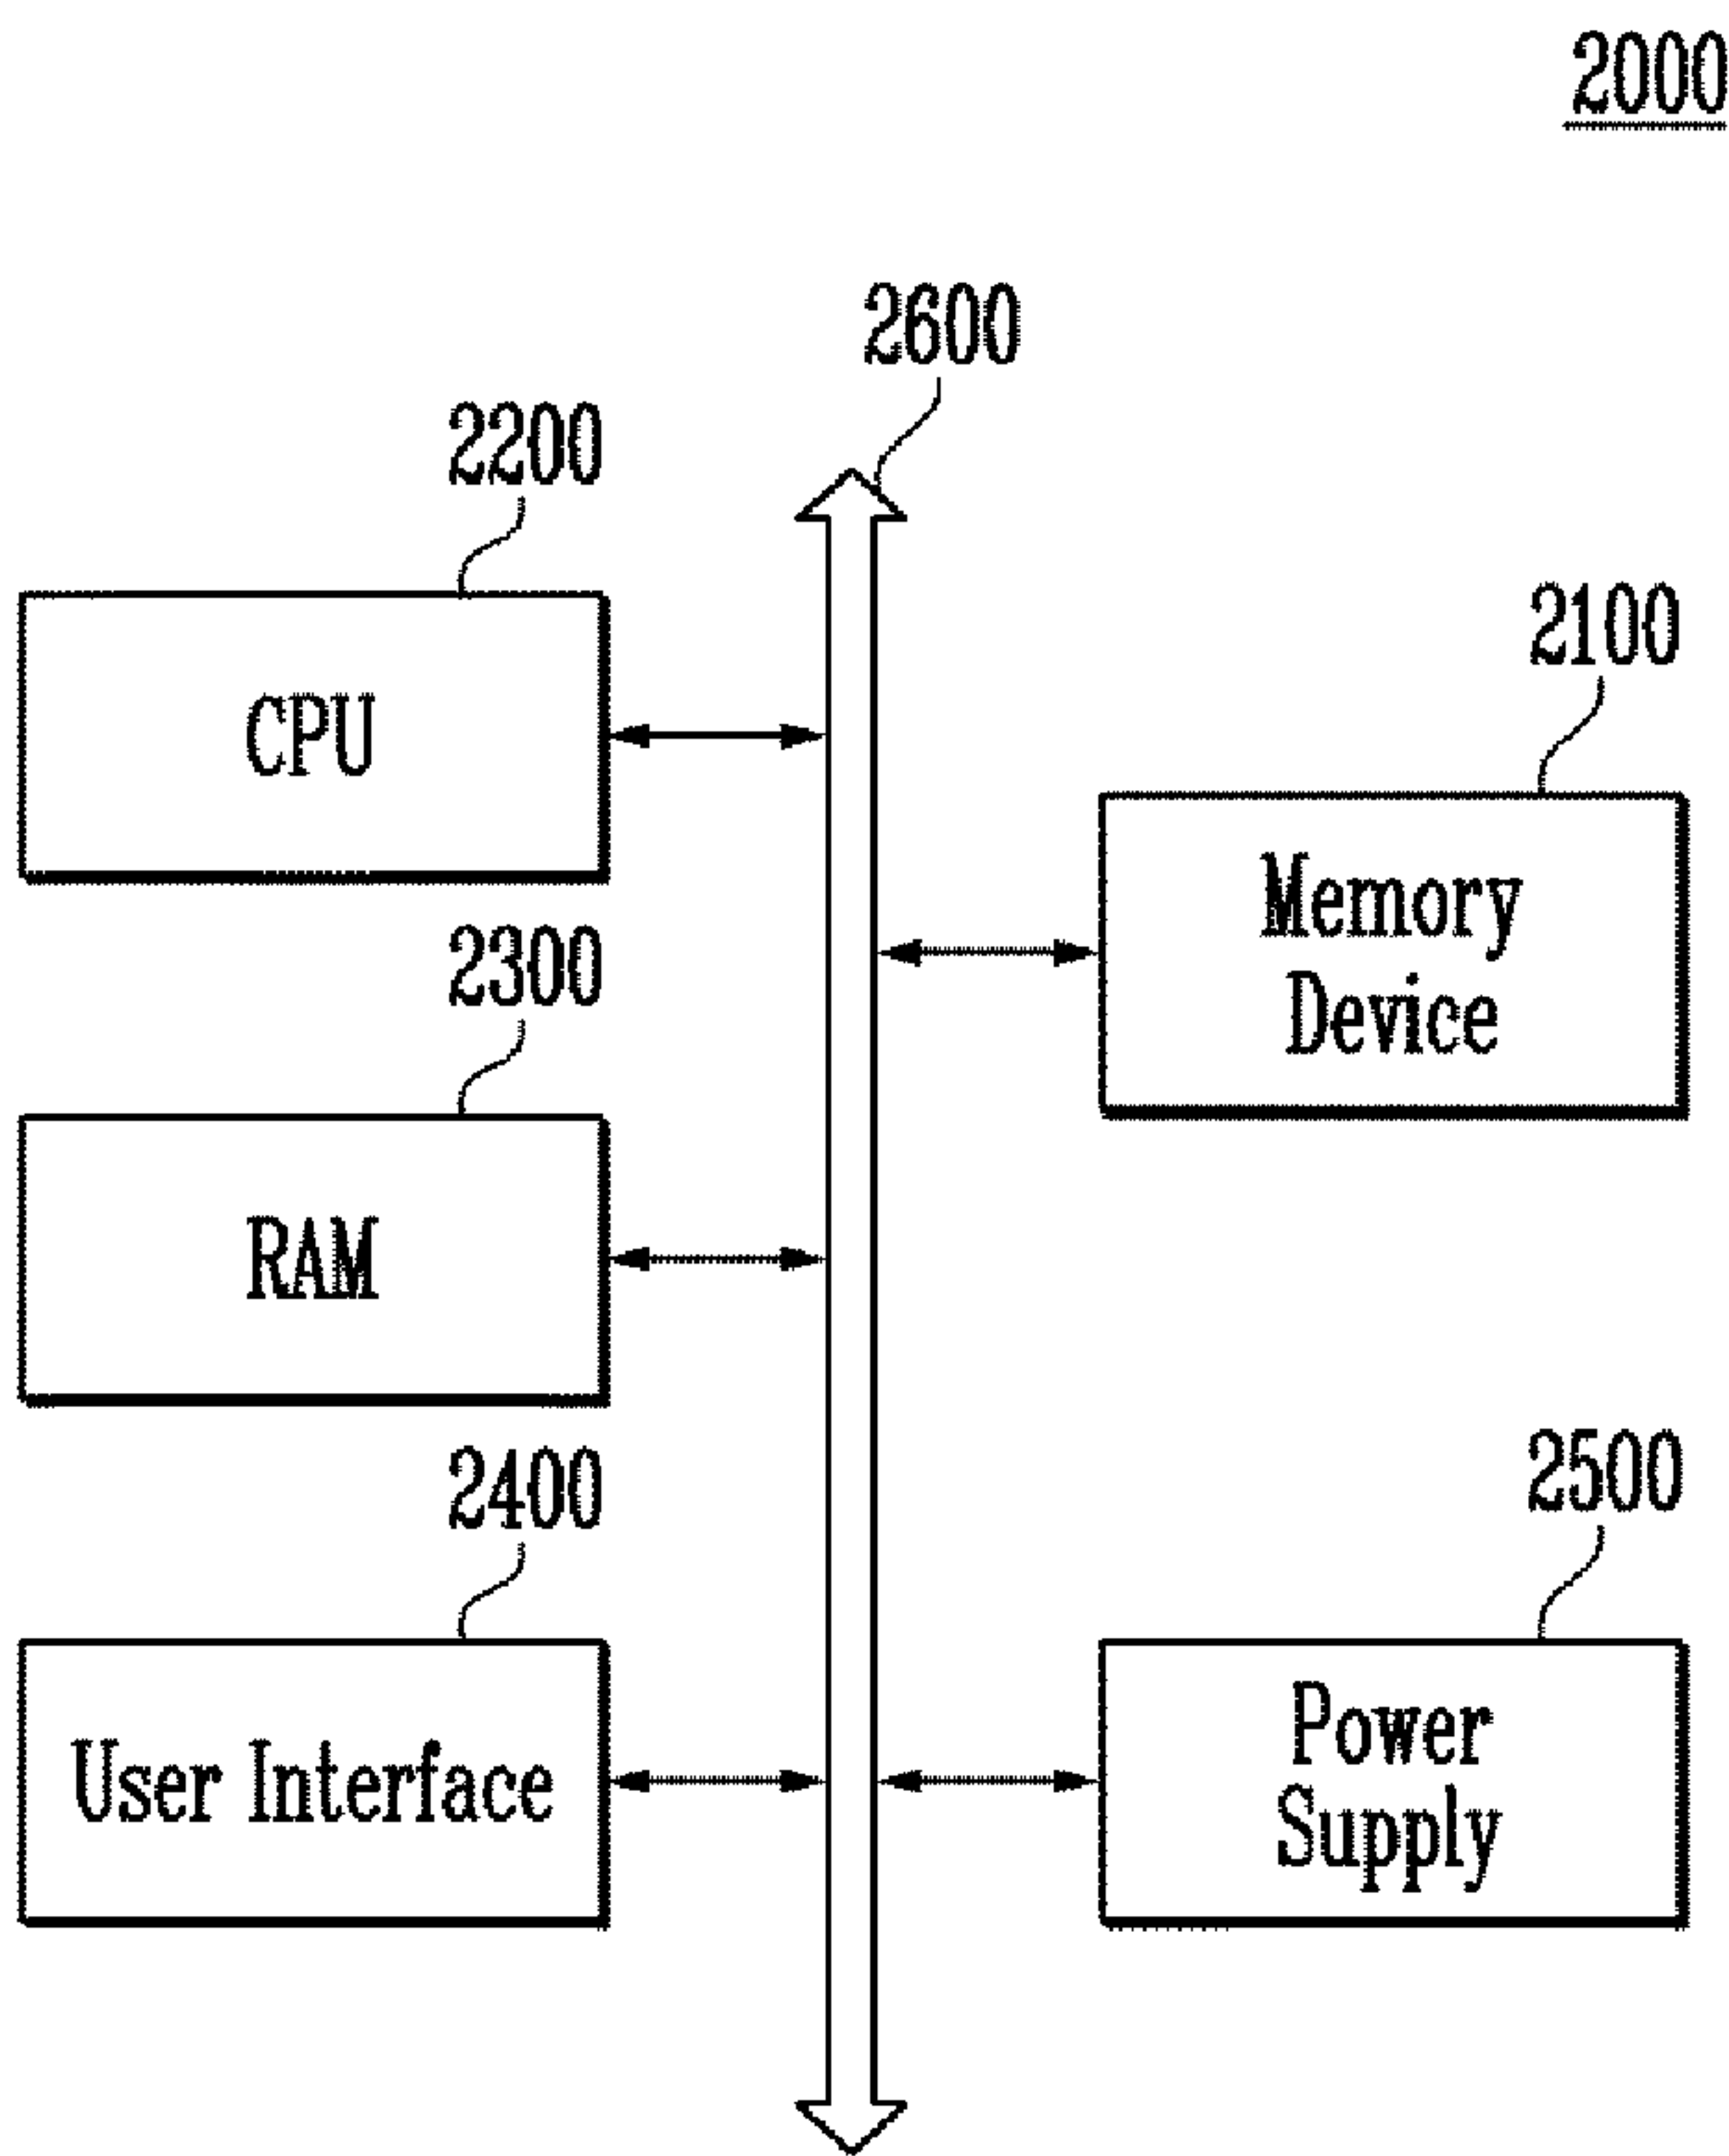 2000
2600
2200
CPU
2100
Memory
Device
2300
RAM
2400
User Interface
2500
Power
Supply